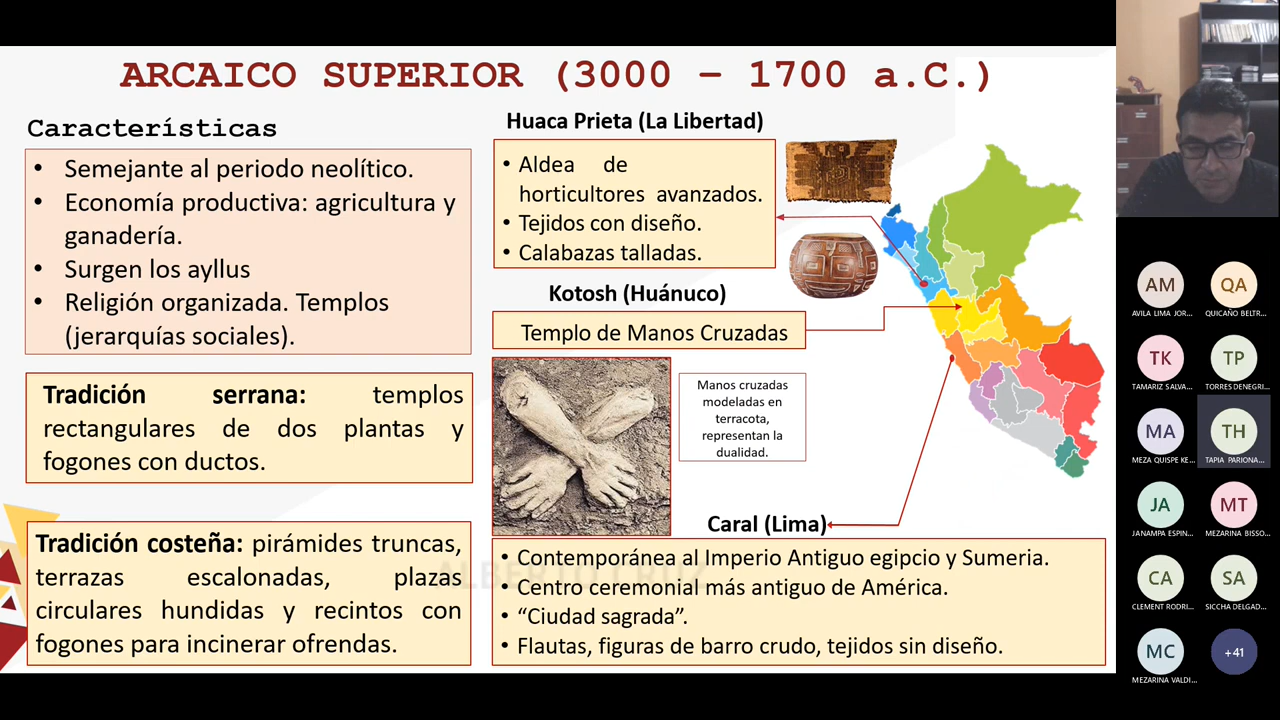 ARCAICO SUPERIOR (3000 – 1700 a.C.)
Características
• Semejante al periodo neolítico.
• Economía productiva: agricultura y
ganadería.
• Surgen los ayllus
• Religión organizada. Templos
(jerarquías sociales).
Tradición serrana: templos
rectangulares de dos plantas y
fogones con ductos.
Tradición costeña: pirámides truncas,
terrazas escalonadas, plazas
circulares hundidas y recintos con
fogones para incinerar ofrendas.
Huaca Prieta (La Libertad)
• Aldea de
horticultores avanzados.
• Tejidos con diseño.
• Calabazas talladas.
Kotosh (Huánuco)
Templo de Manos Cruzadas
Manos cruzadas
modeladas en
terracota,
representan la
dualidad.
Caral (Lima)
• Contemporánea al Imperio Antiguo egipcio y Sumeria.
• Centro ceremonial más antiguo de América.
• “Ciudad sagrada”.
• Flautas, figuras de barro crudo, tejidos sin diseño.
ALBERTO CRUZ
AM
AVILA LIMA JOR...
QA
QUICAÑO BELTR...
TK
TAMARIZ SALVA...
TP
TORRES DENEGRI...
MA
MEZA QUISPE KE...
TH
TAPIA PARIONA...
JA
JANAMPA ESPIN...
MT
MEZARINA BISSO...
CA
CLEMENT RODRI...
SA
SICCHA DELGAD...
MC
MEZARINA VALDI...
+41